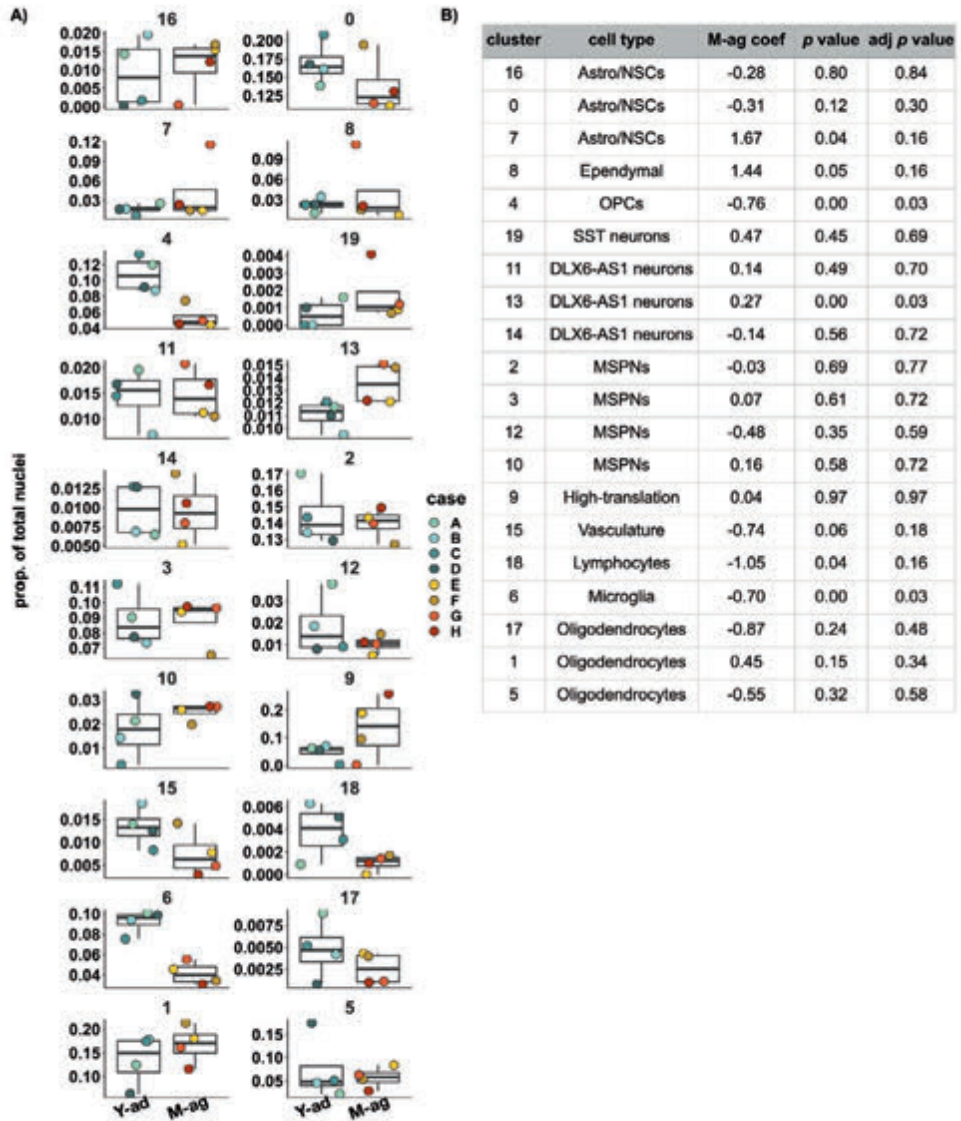 A)
16
0.020
0.015
0.010
0.005
0.000
0
0.200
0.175
0.150
0.125
7
0.12
0.09
0.06
0.03
8
0.09
0.06
0.03
4
0.12
0.10
0.08
0.06
0.04
19
0.004
0.003
0.002
0.001
0.000
11
0.020
0.015
0.010
13
0.015
0.014
0.013
0.012
0.011
0.010
14
0.0125
0.0100
0.0075
0.0050
2
0.17
0.16
0.15
0.14
0.13
3
0.11
0.10
0.09
0.08
0.07
12
0.03
0.02
0.01
10
0.03
0.02
0.01
9
0.2
0.1
0.0
15
0.015
0.010
0.005
18
0.006
0.004
0.002
0.000
6
0.10
0.08
0.06
0.04
17
0.0075
0.0050
0.0025
1
0.20
0.15
0.10
5
0.15
0.10
0.05
Y-ad M-ag Y-ad M-ag
prop. of total nuclei
case
A
B
C
D
E
F
G
H
B)
cluster cell type M-ag coef p value adj p value
16 Astro/NSCs -0.28 0.80 0.84
0 Astro/NSCs -0.31 0.12 0.30
7 Astro/NSCs 1.67 0.04 0.16
8 Ependymal 1.44 0.05 0.16
4 OPCs -0.76 0.00 0.03
19 SST neurons 0.47 0.45 0.69
11 DLX6-AS1 neurons 0.14 0.49 0.70
13 DLX6-AS1 neurons 0.27 0.00 0.03
14 DLX6-AS1 neurons -0.14 0.56 0.72
2 MSPNs -0.03 0.69 0.77
3 MSPNs 0.07 0.61 0.72
12 MSPNs -0.48 0.35 0.59
10 MSPNs 0.16 0.58 0.72
9 High-translation 0.04 0.97 0.97
15 Vasculature -0.74 0.06 0.18
18 Lymphocytes -1.05 0.04 0.16
6 Microglia -0.70 0.00 0.03
17 Oligodendrocytes -0.87 0.24 0.48
1 Oligodendrocytes 0.45 0.15 0.34
5 Oligodendrocytes -0.55 0.32 0.58